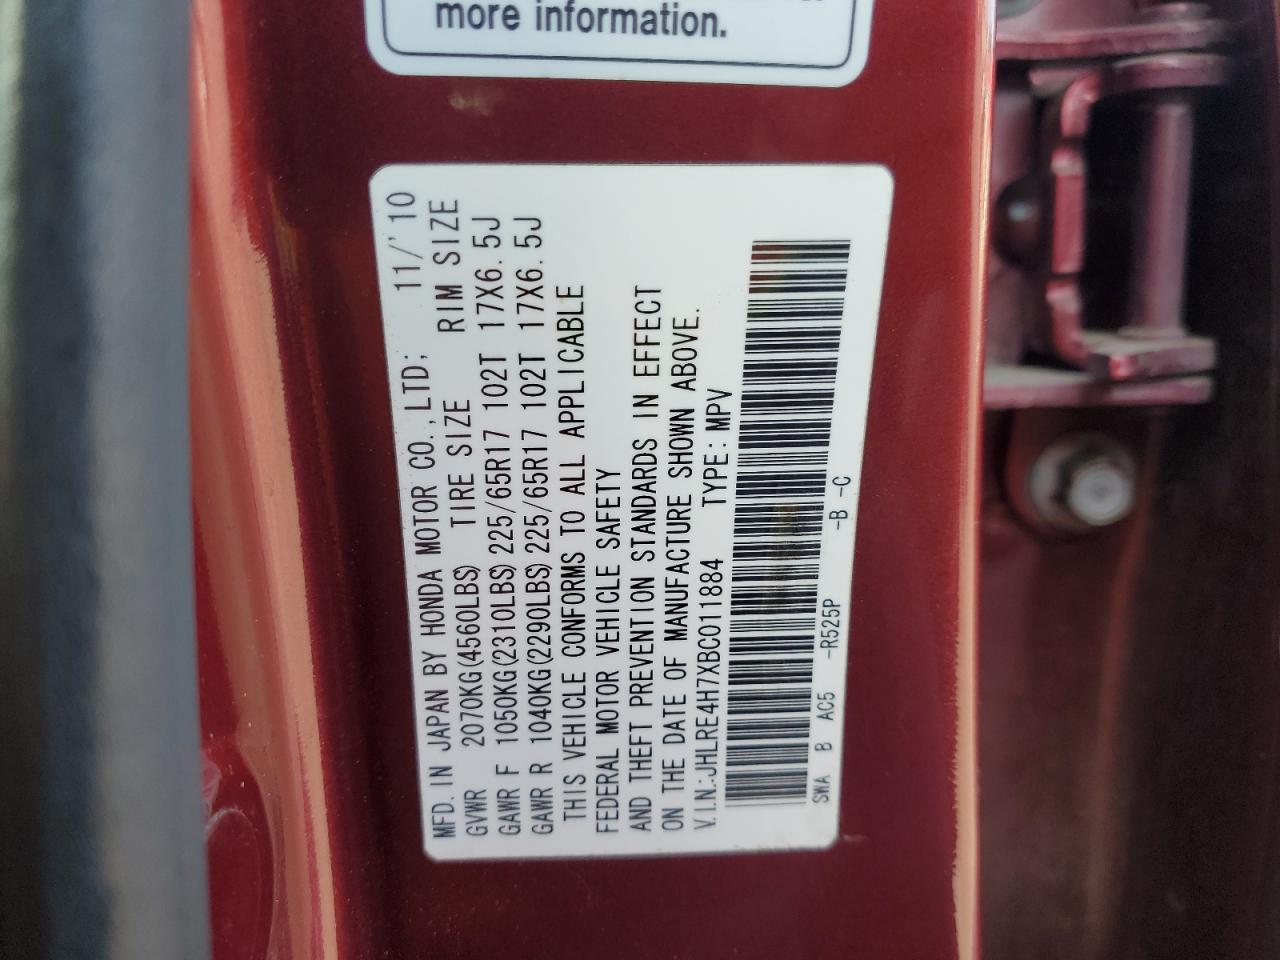 more information.
MFD. IN JAPAN BY HONDA MOTOR CO., LTD; 11/'10
GVWR 2070KG(4560LBS) TIRE SIZE RIM SIZE
GAWR F 1050KG(2310LBS) 225/65R17 102T 17X6.5J
GAWR R 1040KG(2290LBS) 225/65R17 102T 17X6.5J
THIS VEHICLE CONFORMS TO ALL APPLICABLE
FEDERAL MOTOR VEHICLE SAFETY
AND THEFT PREVENTION STANDARDS IN EFFECT
ON THE DATE OF MANUFACTURE SHOWN ABOVE.
V.I.N.:JHLRE4H7XBC011884 TYPE:MPV
SWA B AC5 -R525P -B -C